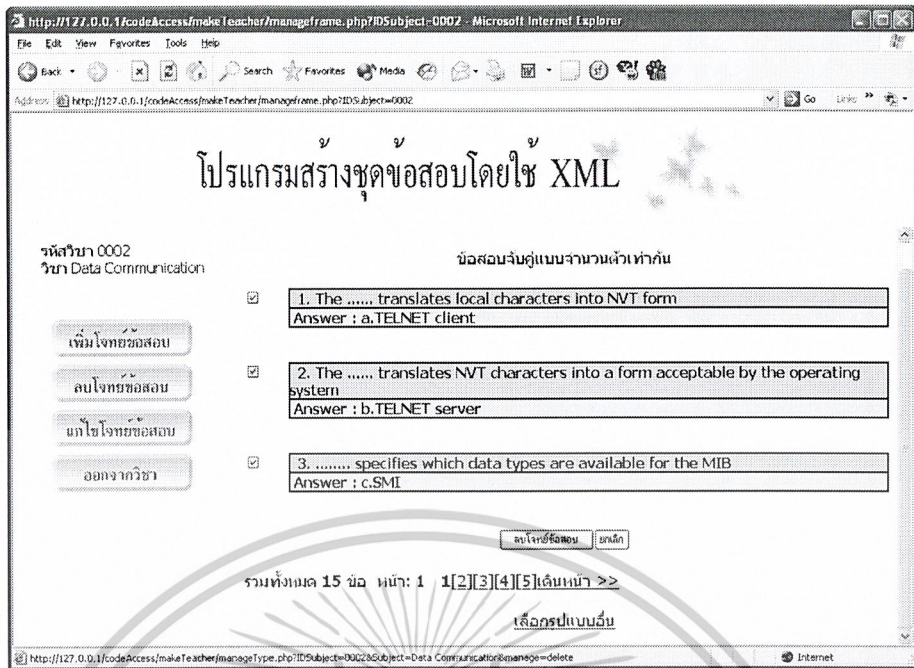 http://127.0.0.1/codeAccess/makeTeacher/manageframe.php?IDSubject=0002 - Microsoft Internet Explorer
File Edit View Favorites Tools Help
Back Search Favorites Media
Address http://127.0.0.1/codeAccess/makeTeacher/manageframe.php?IDSubject=0002 Go Links »
โปรแกรมสร้างชุดข้อสอบโดยใช้ XML
รหัสวิชา 0002
วิชา Data Communication
เพิ่มโจทย์ข้อสอบ
ลบโจทย์ข้อสอบ
แก้ไขโจทย์ข้อสอบ
ออกจากวิชา
ข้อสอบจับคู่แบบจำนวนตัวเท่ากัน
1. The ...... translates local characters into NVT form
Answer : a.TELNET client
2. The ...... translates NVT characters into a form acceptable by the operating
system
Answer : b.TELNET server
3. ........ specifies which data types are available for the MIB
Answer : c.SMI
ลบโจทย์ข้อสอบ ยกเลิก
รวมทั้งหมด 15 ข้อ หน้า: 1 1[2][3][4][5]เดินหน้า >>
เลือกรูปแบบอื่น
http://127.0.0.1/codeAccess/makeTeacher/manageType.php?IDSubject=0002&Subject=Data Communication&manage=delete Internet